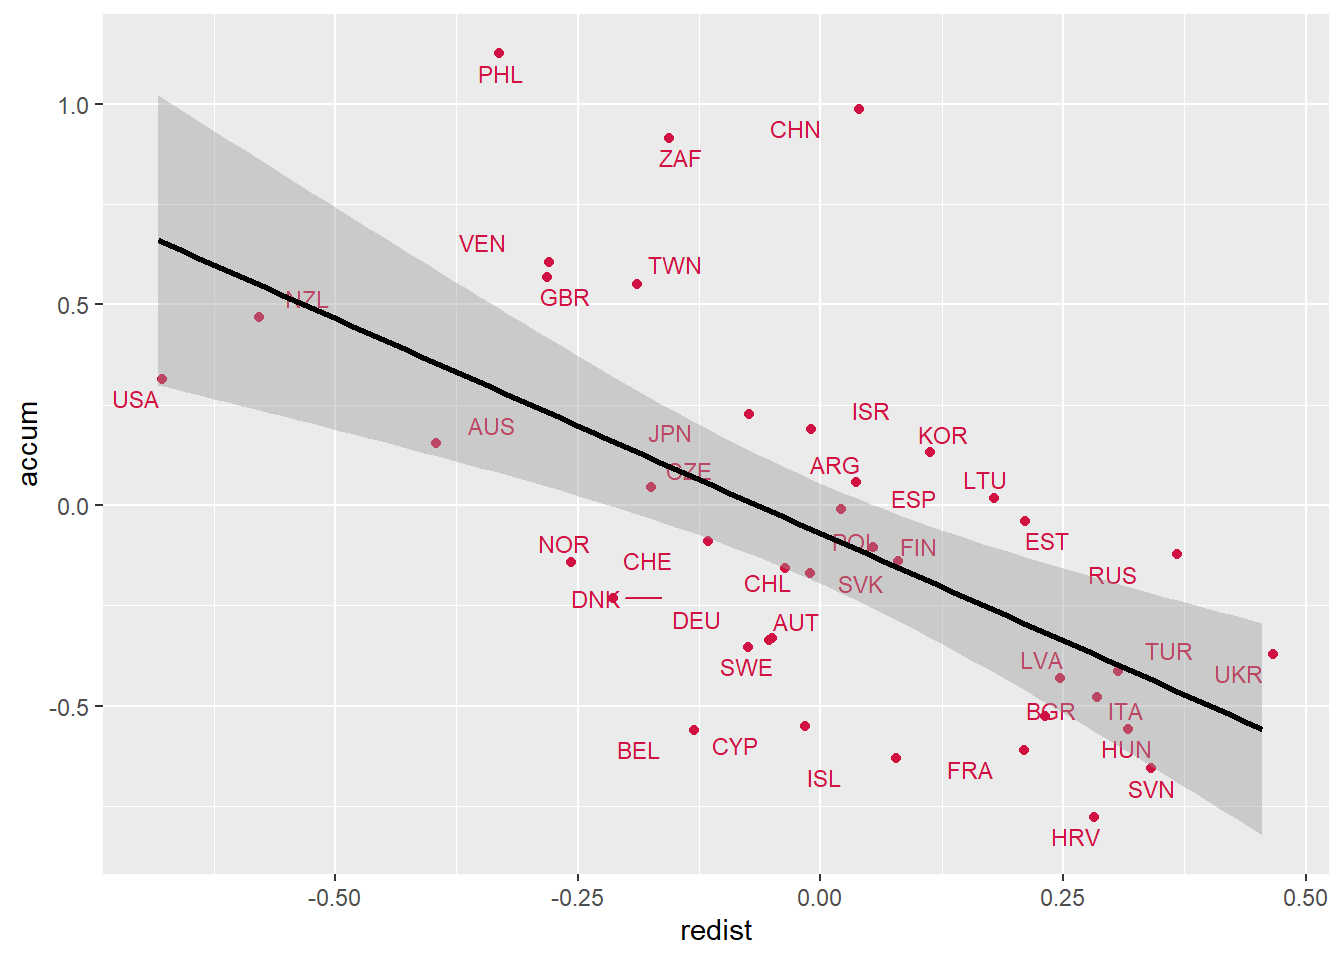 PHL
1.0
CHN
ZAF
VEN
TWN
GBR
NZL
0.5
USA
ISR
AUS
JPN
KOR
accum
ARG
CZE
LTU
ESP
0.0
EST
NOR
POL
FIN
CHE
RUS
CHL
SVK
DNK
DEU
AUT
TUR
LVA
SWE
UKR
-0.5
BGR
ITA
BEL
CYP
HUN
FRA
ISL
SVN
HRV
-0.50
-0.25
0.00
0.25
0.50
redist